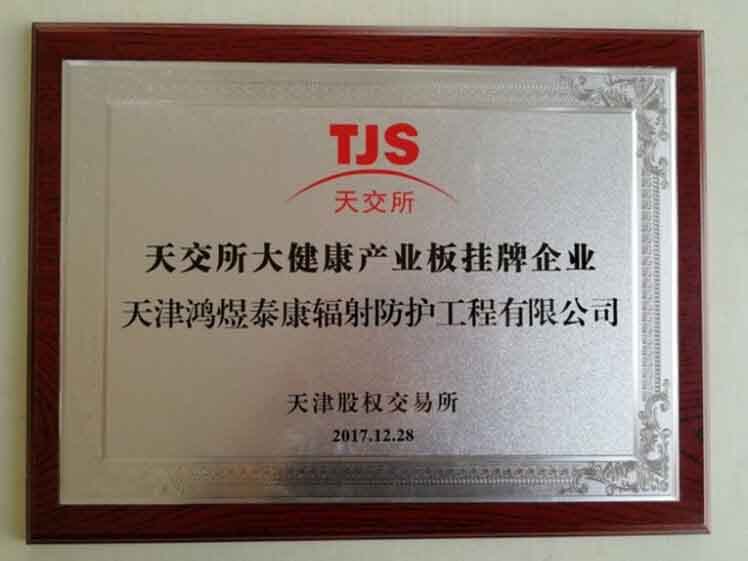 TJS
天交所
天交所大健康产业板挂牌企业
天津鸿煜泰康辐射防护工程有限公司
天津股权交易所
2017.12.28